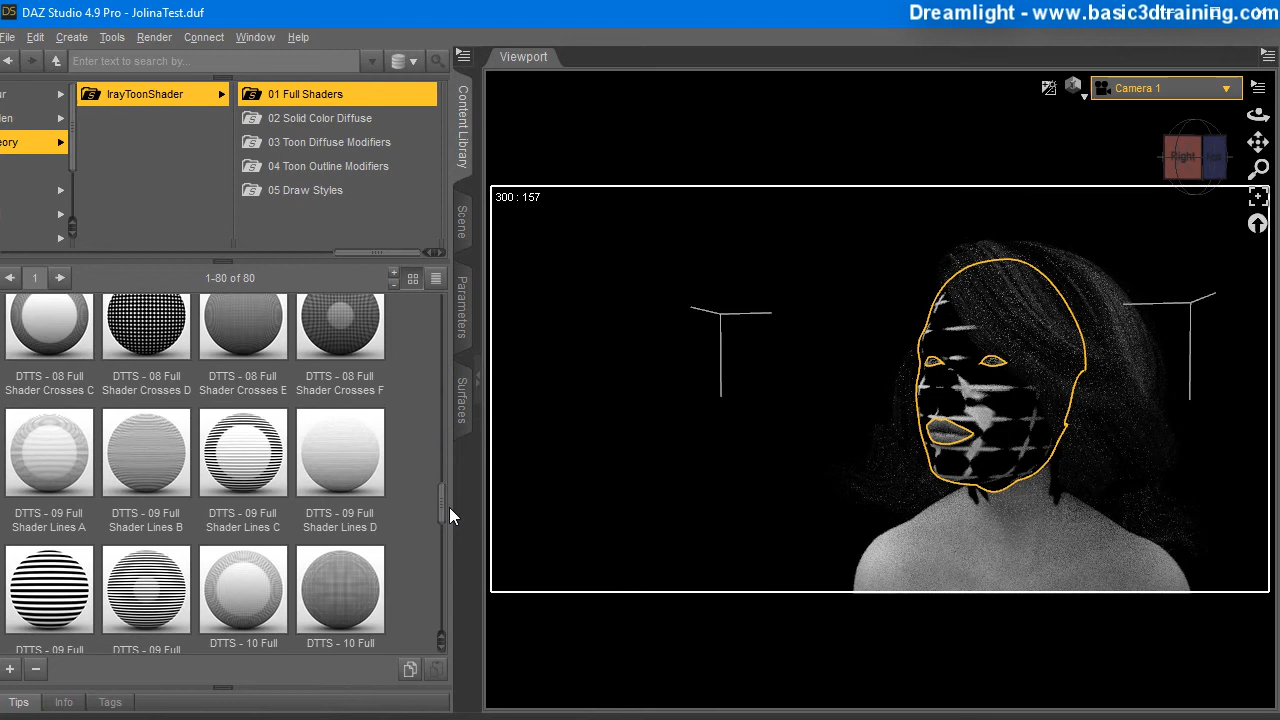 DAZ Studio 4.9 Pro - JolinaTest.duf
Dreamlight - www.basic3dtraining.com
File Edit Create Tools Render Connect Window Help
Enter text to search by...
Viewport
Camera 1
IrayToonShader
01 Full Shaders
02 Solid Color Diffuse
03 Toon Diffuse Modifiers
04 Toon Outline Modifiers
05 Draw Styles
Content Library
Scene
Parameters
Surfaces
Right
300 : 157
1
1-80 of 80
DTTS - 08 Full
Shader Crosses C
DTTS - 08 Full
Shader Crosses D
DTTS - 08 Full
Shader Crosses E
DTTS - 08 Full
Shader Crosses F
DTTS - 09 Full
Shader Lines A
DTTS - 09 Full
Shader Lines B
DTTS - 09 Full
Shader Lines C
DTTS - 09 Full
Shader Lines D
DTTS - 09 Full
DTTS - 09 Full
DTTS - 10 Full
DTTS - 10 Full
Tips Info Tags